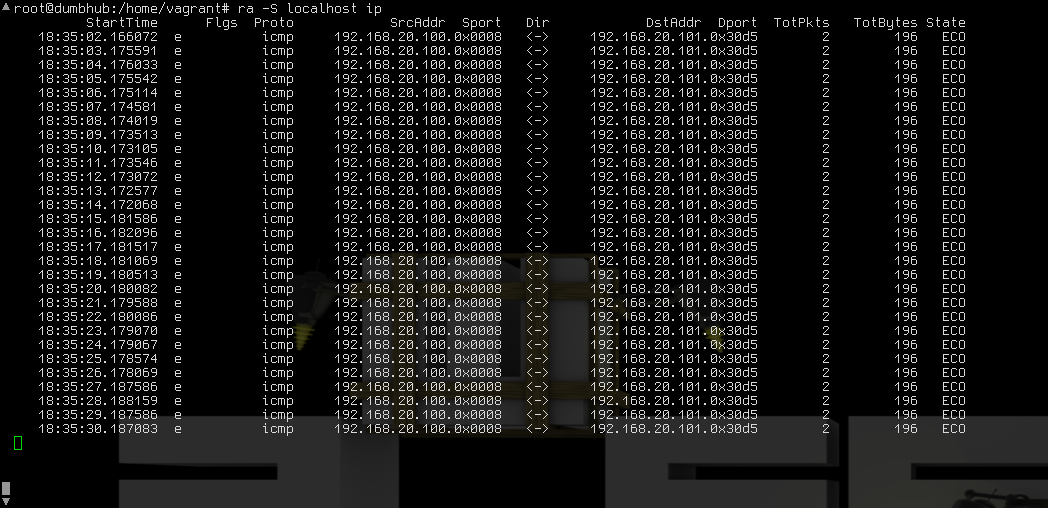 root@dumbhub:/home/vagrant# ra -S localhost ip
StartTime Flgs Proto SrcAddr Sport Dir DstAddr Dport TotPkts TotBytes State
18:35:02.166072 e icmp 192.168.20.100.0x0008 <-> 192.168.20.101.0x30d5 2 196 ECO
18:35:03.175591 e icmp 192.168.20.100.0x0008 <-> 192.168.20.101.0x30d5 2 196 ECO
18:35:04.176033 e icmp 192.168.20.100.0x0008 <-> 192.168.20.101.0x30d5 2 196 ECO
18:35:05.175542 e icmp 192.168.20.100.0x0008 <-> 192.168.20.101.0x30d5 2 196 ECO
18:35:06.175114 e icmp 192.168.20.100.0x0008 <-> 192.168.20.101.0x30d5 2 196 ECO
18:35:07.174581 e icmp 192.168.20.100.0x0008 <-> 192.168.20.101.0x30d5 2 196 ECO
18:35:08.174019 e icmp 192.168.20.100.0x0008 <-> 192.168.20.101.0x30d5 2 196 ECO
18:35:09.173513 e icmp 192.168.20.100.0x0008 <-> 192.168.20.101.0x30d5 2 196 ECO
18:35:10.173105 e icmp 192.168.20.100.0x0008 <-> 192.168.20.101.0x30d5 2 196 ECO
18:35:11.173546 e icmp 192.168.20.100.0x0008 <-> 192.168.20.101.0x30d5 2 196 ECO
18:35:12.173072 e icmp 192.168.20.100.0x0008 <-> 192.168.20.101.0x30d5 2 196 ECO
18:35:13.172577 e icmp 192.168.20.100.0x0008 <-> 192.168.20.101.0x30d5 2 196 ECO
18:35:14.172068 e icmp 192.168.20.100.0x0008 <-> 192.168.20.101.0x30d5 2 196 ECO
18:35:15.181586 e icmp 192.168.20.100.0x0008 <-> 192.168.20.101.0x30d5 2 196 ECO
18:35:16.182096 e icmp 192.168.20.100.0x0008 <-> 192.168.20.101.0x30d5 2 196 ECO
18:35:17.181517 e icmp 192.168.20.100.0x0008 <-> 192.168.20.101.0x30d5 2 196 ECO
18:35:18.181069 e icmp 192.168.20.100.0x0008 <-> 192.168.20.101.0x30d5 2 196 ECO
18:35:19.180513 e icmp 192.168.20.100.0x0008 <-> 192.168.20.101.0x30d5 2 196 ECO
18:35:20.180082 e icmp 192.168.20.100.0x0008 <-> 192.168.20.101.0x30d5 2 196 ECO
18:35:21.179588 e icmp 192.168.20.100.0x0008 <-> 192.168.20.101.0x30d5 2 196 ECO
18:35:22.180086 e icmp 192.168.20.100.0x0008 <-> 192.168.20.101.0x30d5 2 196 ECO
18:35:23.179070 e icmp 192.168.20.100.0x0008 <-> 192.168.20.101.0x30d5 2 196 ECO
18:35:24.179067 e icmp 192.168.20.100.0x0008 <-> 192.168.20.101.0x30d5 2 196 ECO
18:35:25.178574 e icmp 192.168.20.100.0x0008 <-> 192.168.20.101.0x30d5 2 196 ECO
18:35:26.178069 e icmp 192.168.20.100.0x0008 <-> 192.168.20.101.0x30d5 2 196 ECO
18:35:27.187586 e icmp 192.168.20.100.0x0008 <-> 192.168.20.101.0x30d5 2 196 ECO
18:35:28.188159 e icmp 192.168.20.100.0x0008 <-> 192.168.20.101.0x30d5 2 196 ECO
18:35:29.187586 e icmp 192.168.20.100.0x0008 <-> 192.168.20.101.0x30d5 2 196 ECO
18:35:30.187083 e icmp 192.168.20.100.0x0008 <-> 192.168.20.101.0x30d5 2 196 ECO